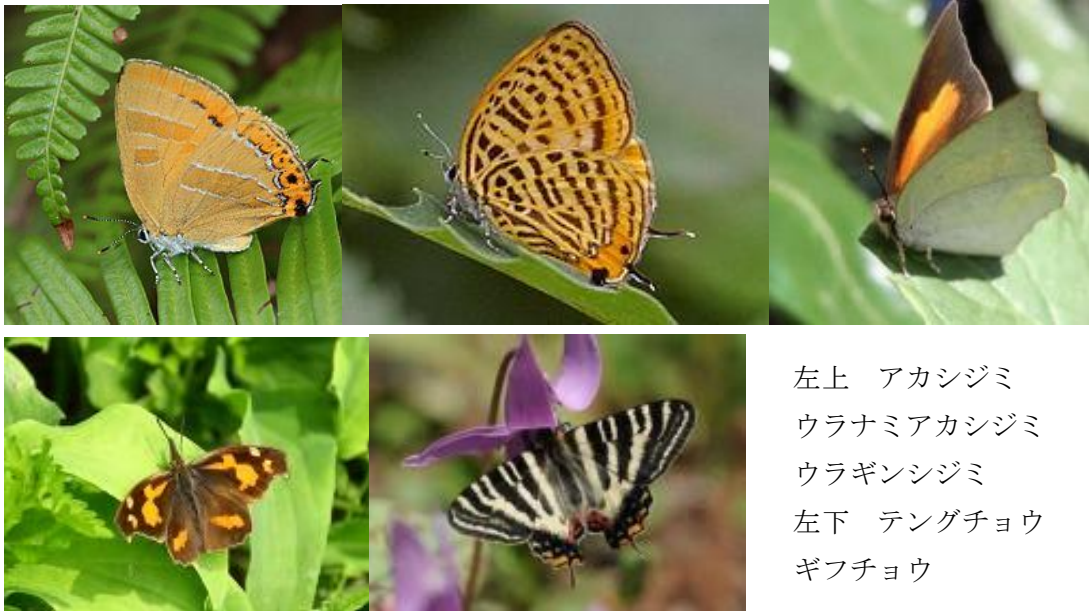 左上　アカシジミ
ウラナミアカシジミ
ウラギンシジミ
左下　テングチョウ
ギフチョウ